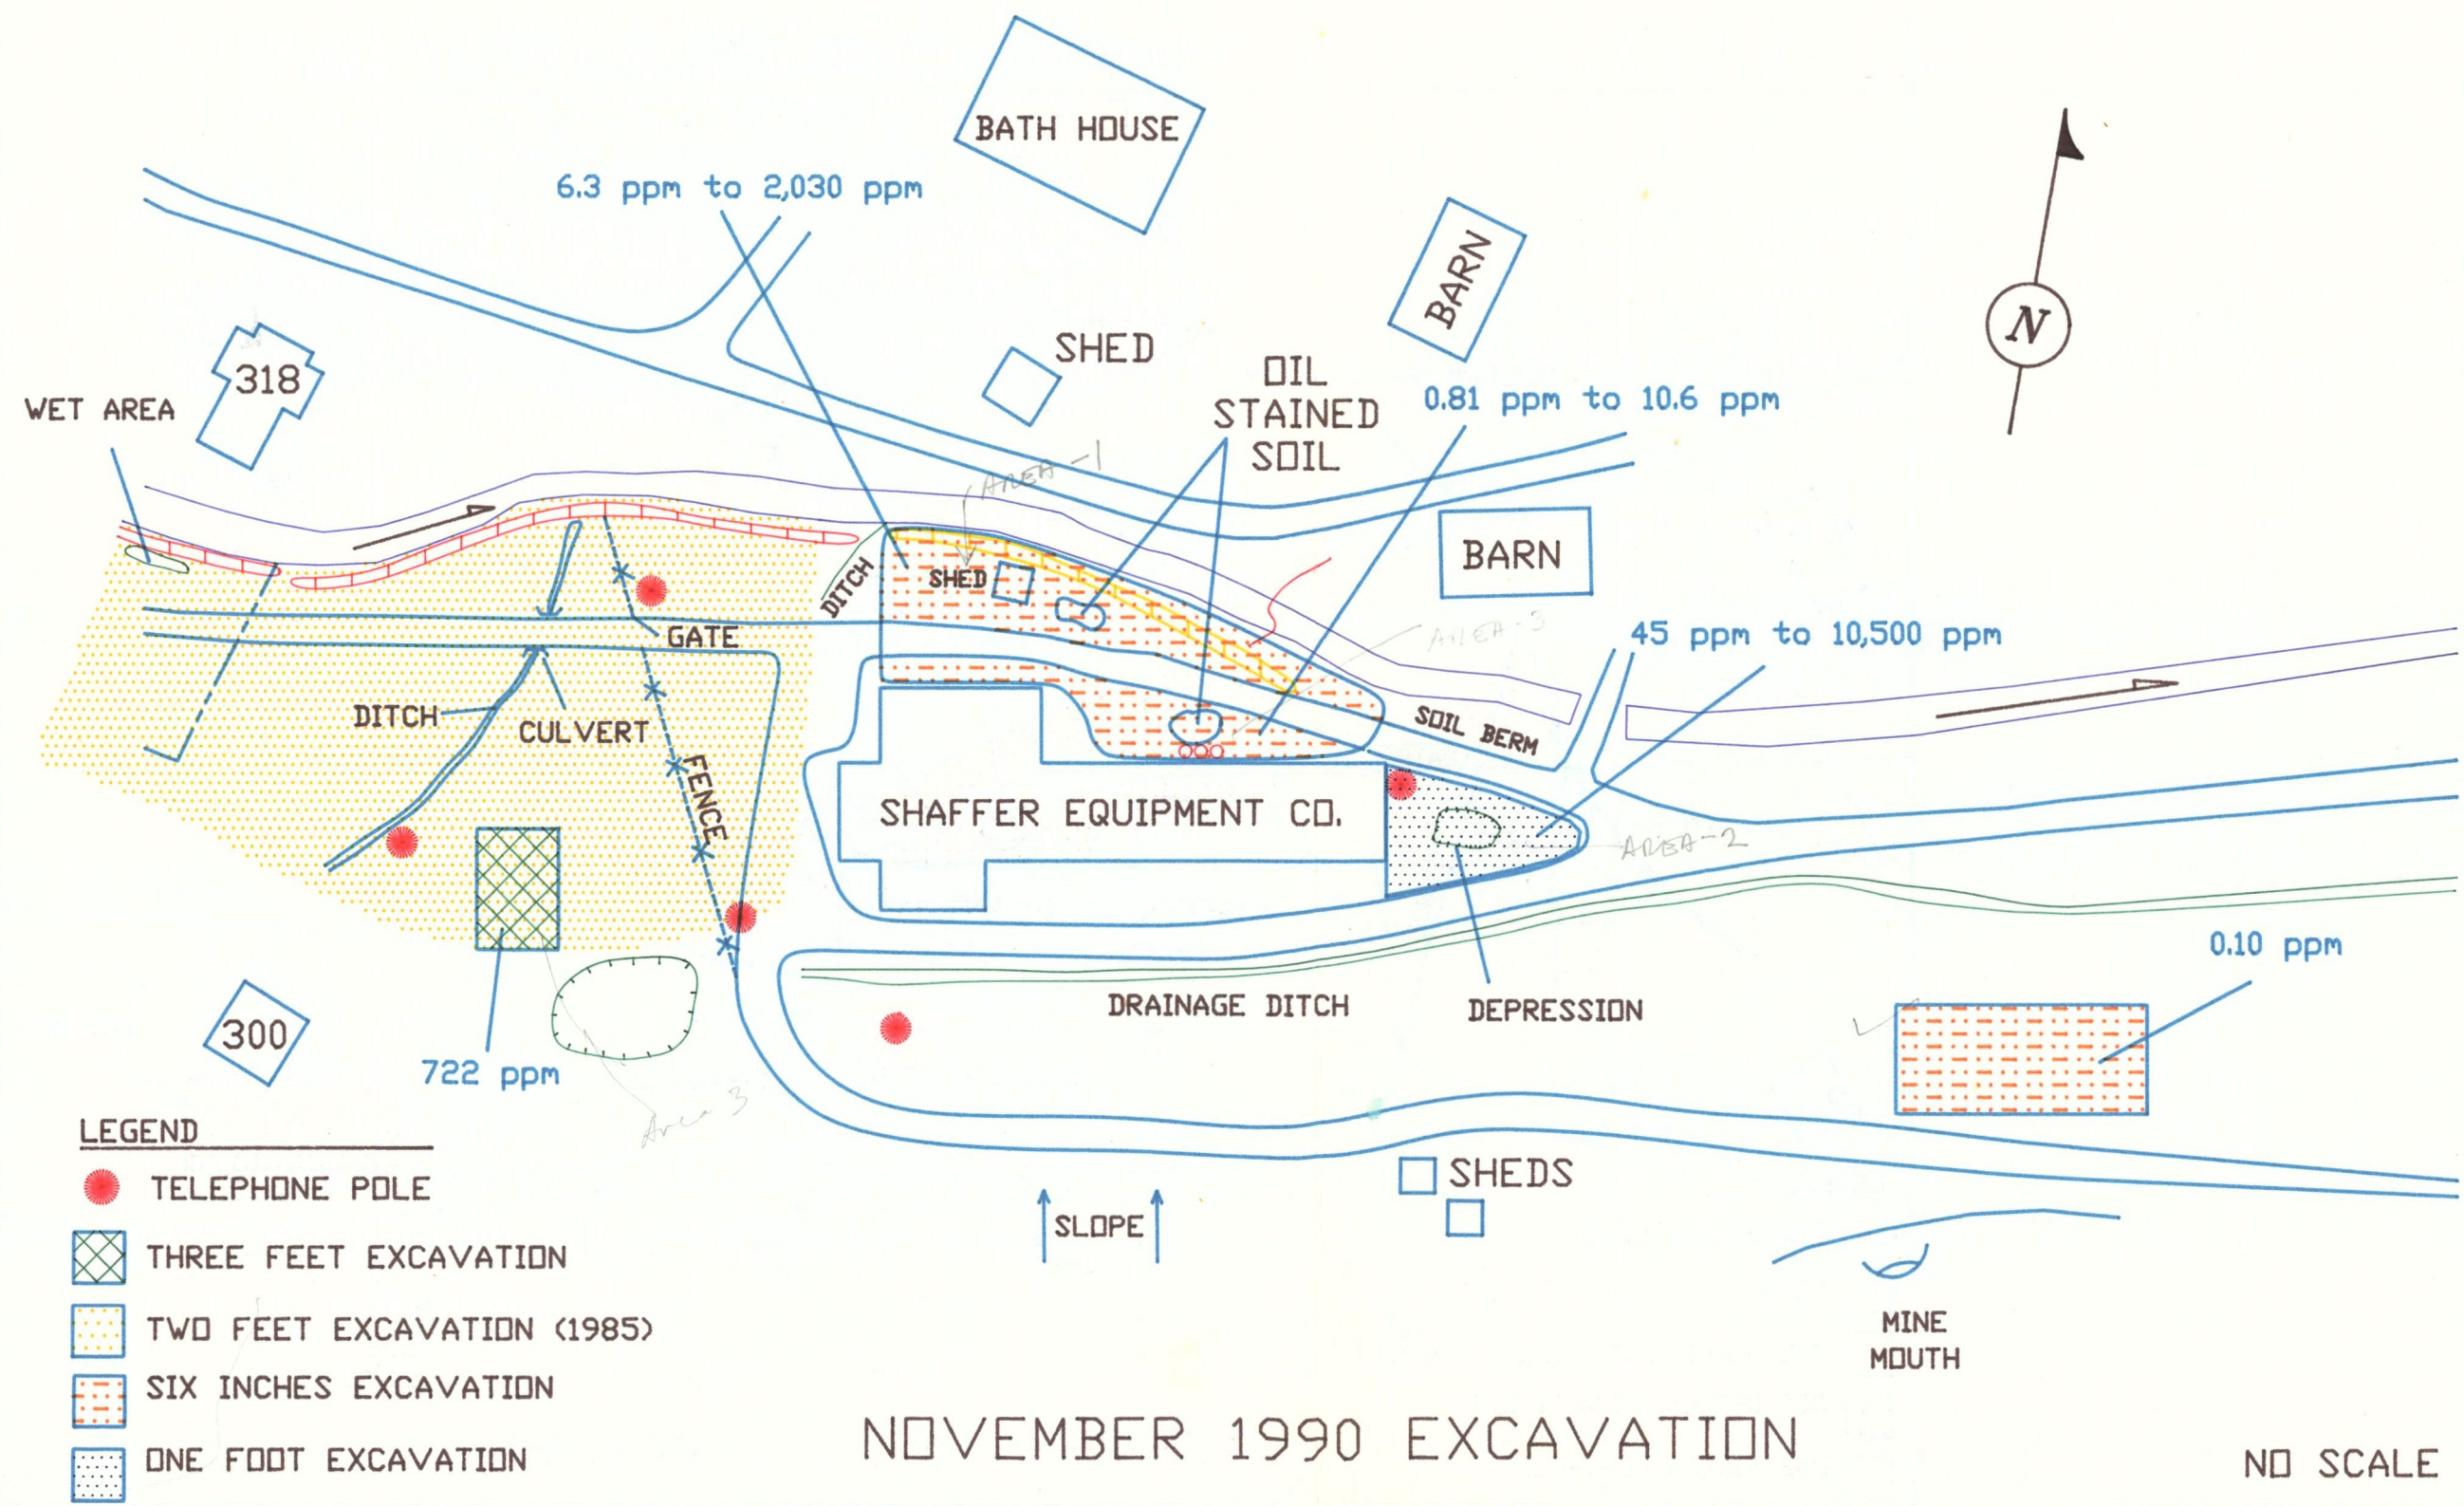 BATH HOUSE
6.3 ppm to 2,030 ppm
BARN
N
SHED
318
WET AREA
OIL
STAINED
SOIL
0.81 ppm to 10.6 ppm
AREA-1
BARN
SHED
DITCH
GATE
AREA-3
45 ppm to 10,500 ppm
DITCH
CULVERT
SOIL BERM
FENCE
SHAFFER EQUIPMENT CO.
AREA-2
0.10 ppm
DRAINAGE DITCH
DEPRESSION
300
722 ppm
Area 3
LEGEND
TELEPHONE POLE
THREE FEET EXCAVATION
TWO FEET EXCAVATION (1985)
SIX INCHES EXCAVATION
ONE FOOT EXCAVATION
SHEDS
SLOPE
MINE
MOUTH
NOVEMBER 1990 EXCAVATION
NO SCALE